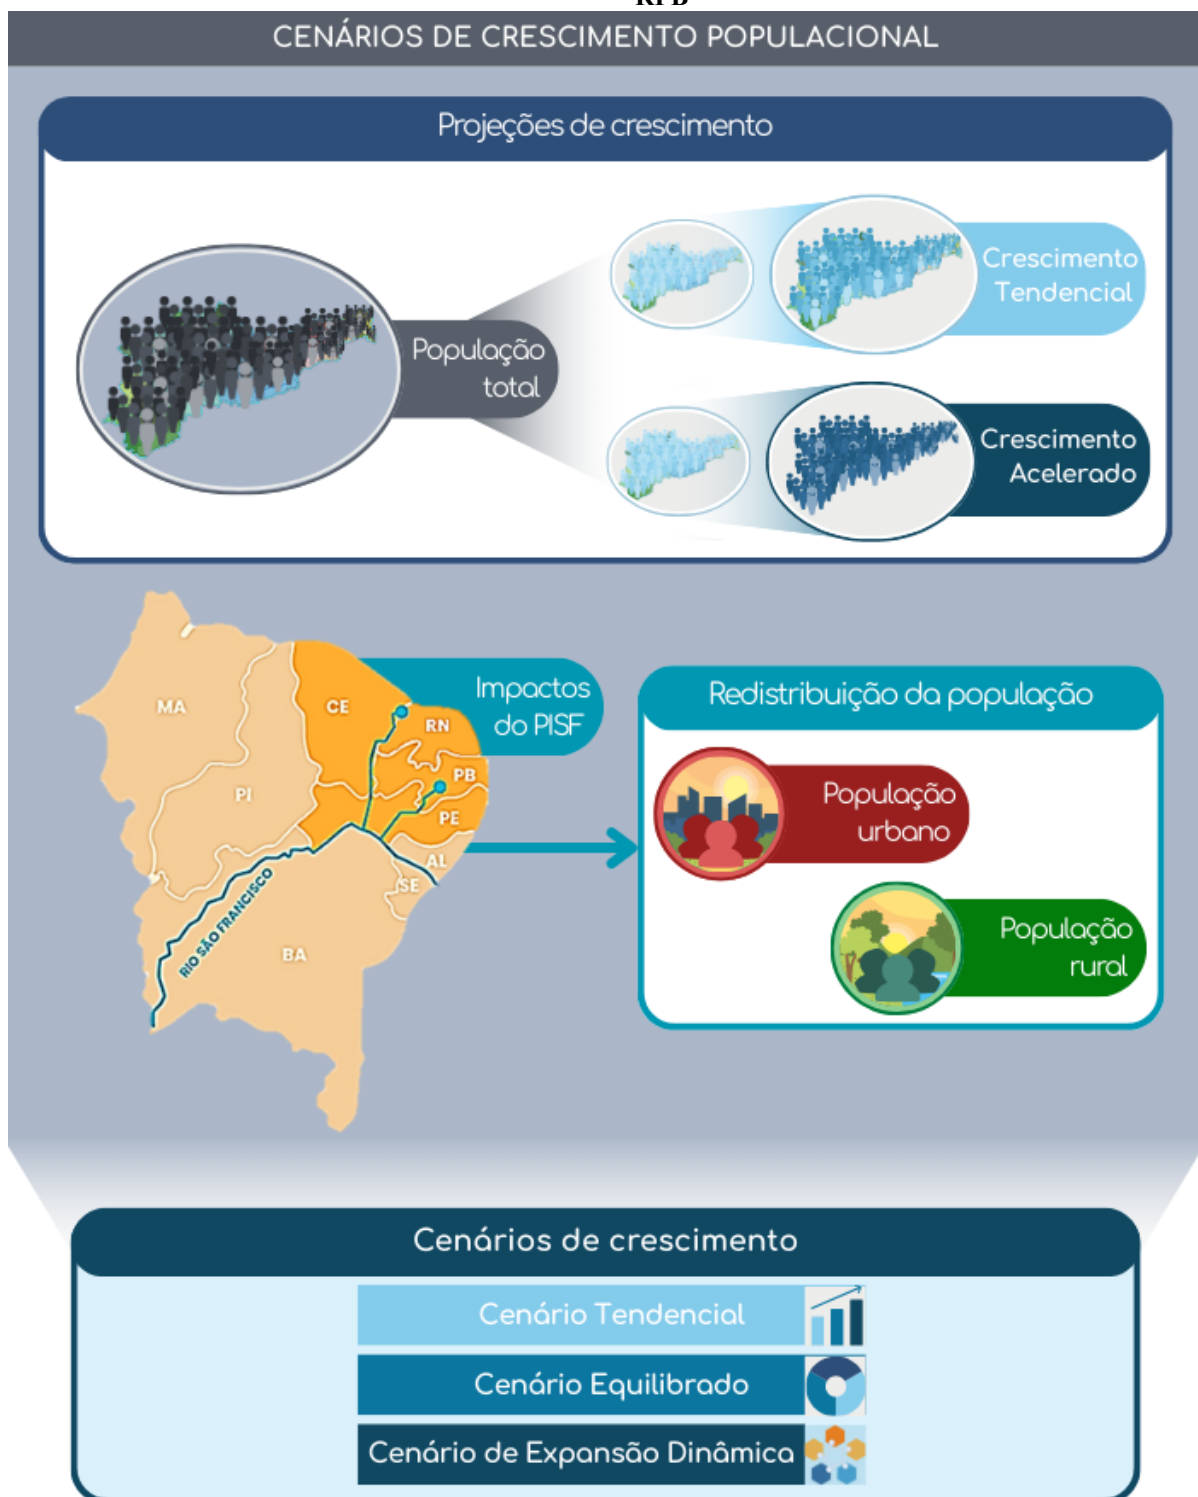 CENÁRIOS DE CRESCIMENTO POPULACIONAL
Projeções de crescimento
População
total
Crescimento
Tendencial
Crescimento
Acelerado
Impactos
do PISF
MA
CE
RN
PI
PB
PE
AL
SE
BA
RIO SÃO FRANCISCO
Redistribuição da população
População
urbano
População
rural
Cenários de crescimento
Cenário Tendencial
Cenário Equilibrado
Cenário de Expansão Dinâmica